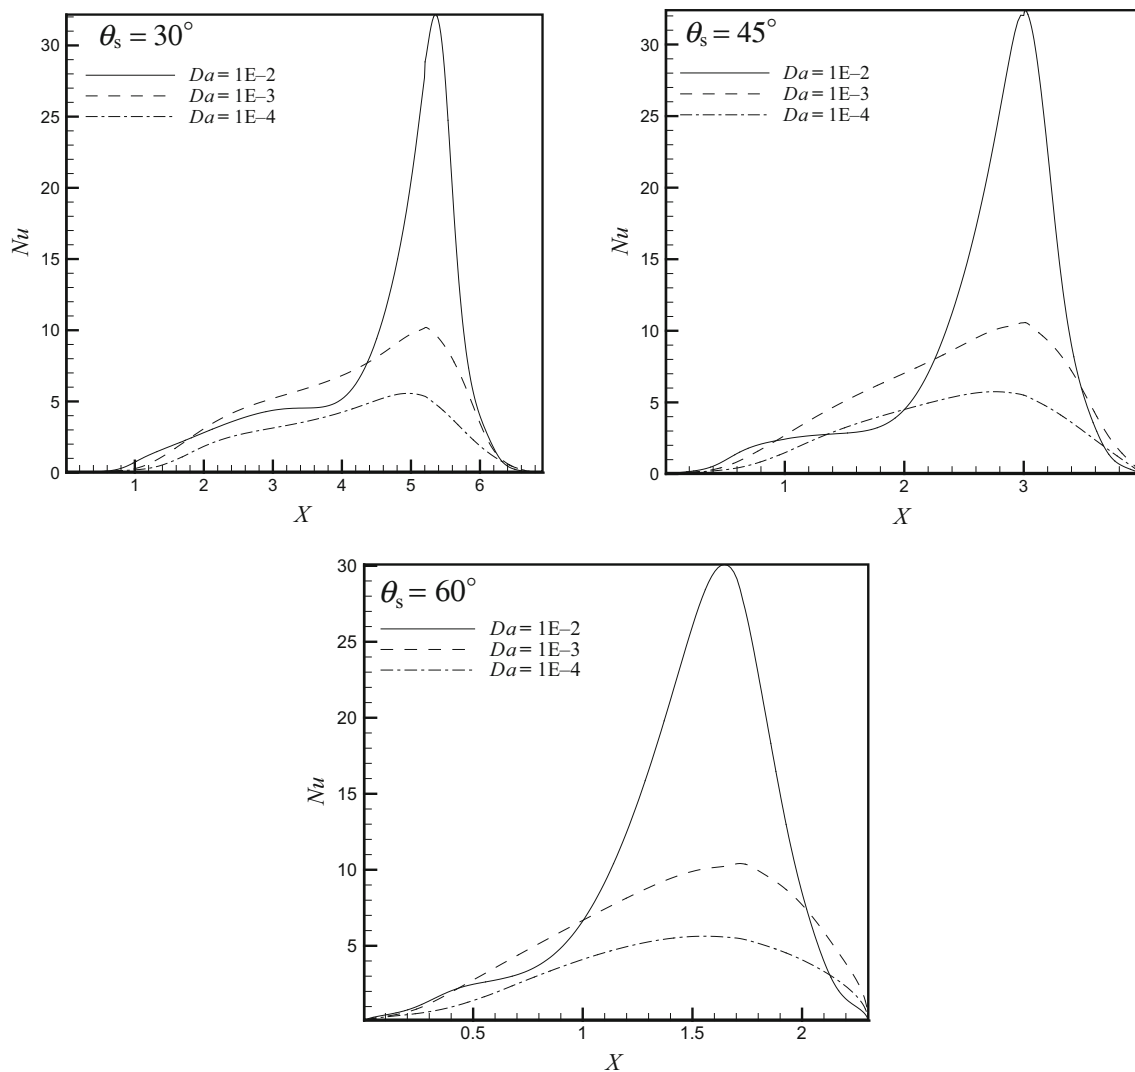 θs = 30°
Da = 1E–2
Da = 1E–3
Da = 1E–4
30
25
20
15
10
5
0
Nu
1 2 3 4 5 6
X
θs = 45°
Da = 1E–2
Da = 1E–3
Da = 1E–4
30
25
20
15
10
5
0
Nu
1 2 3
X
θs = 60°
Da = 1E–2
Da = 1E–3
Da = 1E–4
30
25
20
15
10
5
Nu
0.5 1 1.5 2
X